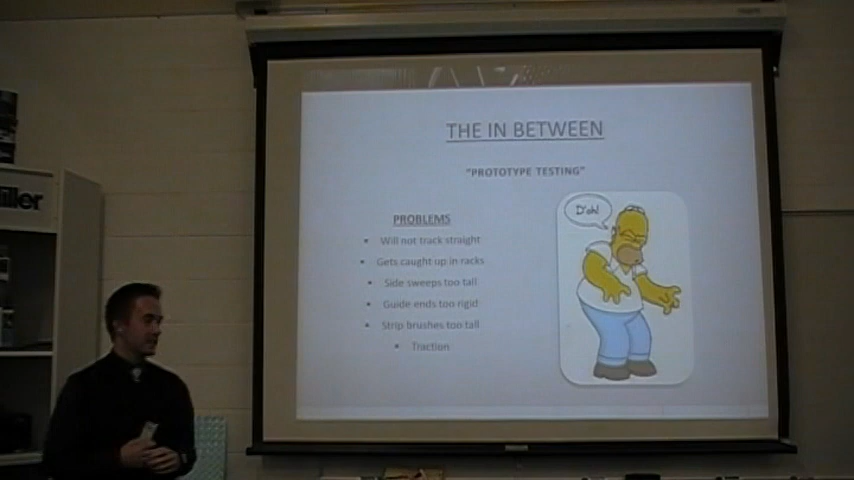 THE IN BETWEEN
"PROTOTYPE TESTING"
PROBLEMS
• Will not track straight
• Gets caught up in racks
• Side sweeps too tall
• Guide ends too rigid
• Strip brushes too tall
• Traction
D'oh!